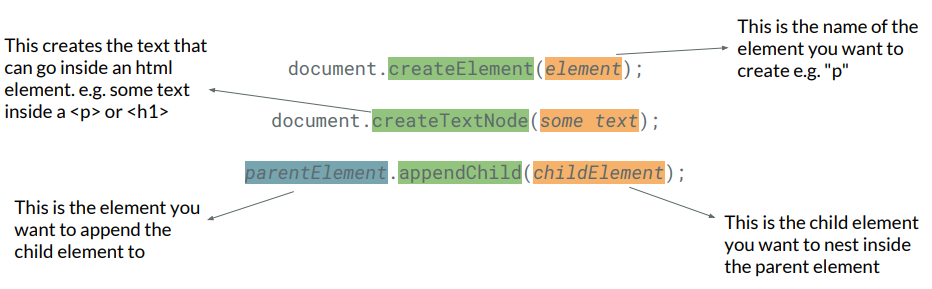 This creates the text that
can go inside an html
element. e.g. some text
inside a <p> or <h1>
This is the name of the
element you want to
create e.g. "p"
document.createElement(element);
document.createTextNode(some text);
parentElement.appendChild(childElement);
This is the element you
want to append the
child element to
This is the child element
you want to nest inside
the parent element